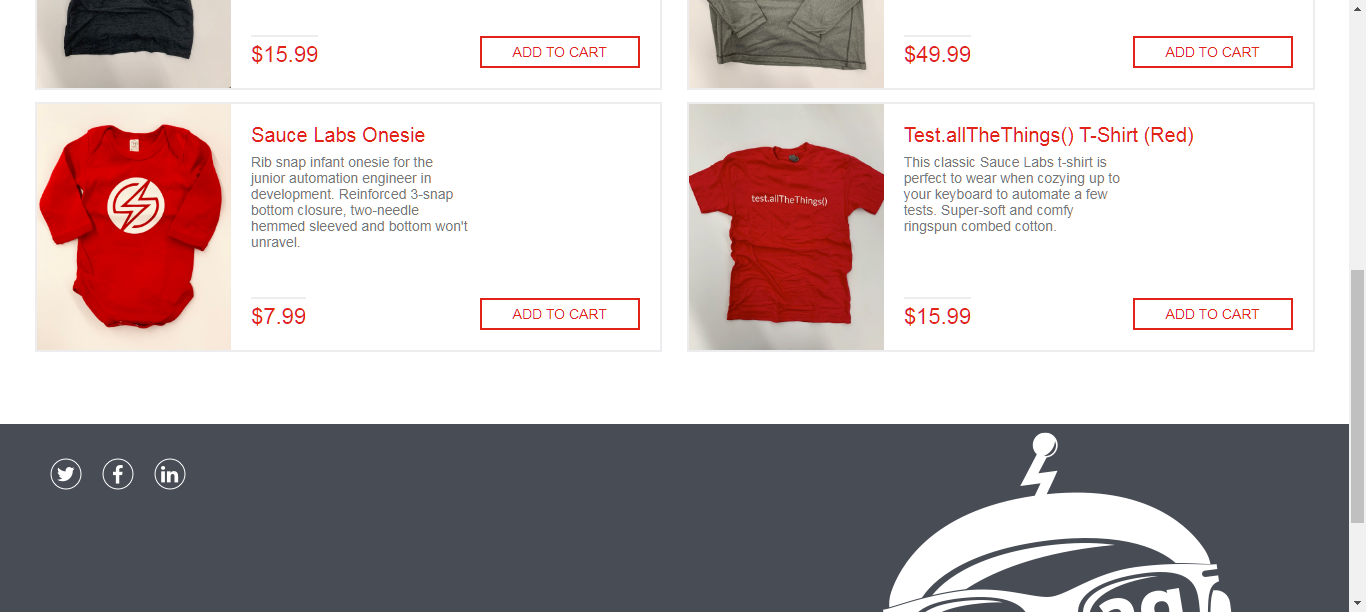 $15.99
ADD TO CART
$49.99
ADD TO CART
Sauce Labs Onesie
Rib snap infant onesie for the
junior automation engineer in
development. Reinforced 3-snap
bottom closure, two-needle
hemmed sleeved and bottom won't
unravel.
$7.99
ADD TO CART
test.allTheThings()
Test.allTheThings() T-Shirt (Red)
This classic Sauce Labs t-shirt is
perfect to wear when cozying up to
your keyboard to automate a few
tests. Super-soft and comfy
ringspun combed cotton.
$15.99
ADD TO CART
f
in